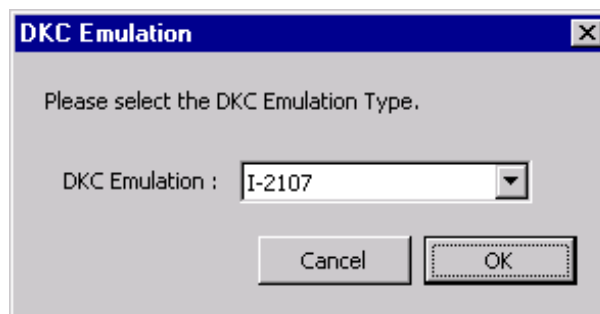 DKC Emulation
Please select the DKC Emulation Type.
DKC Emulation : I-2107
Cancel OK